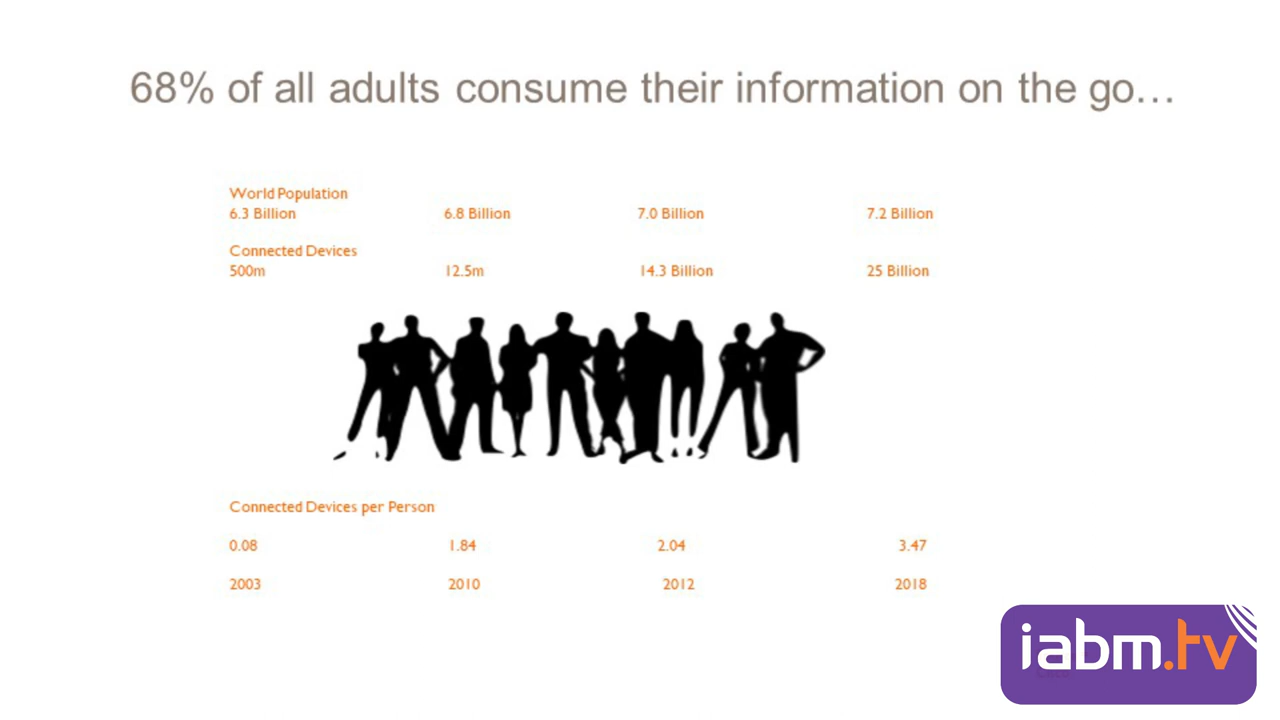 68% of all adults consume their information on the go…
World Population
6.3 Billion 6.8 Billion 7.0 Billion 7.2 Billion
Connected Devices
500m 12.5m 14.3 Billion 25 Billion
Connected Devices per Person
0.08 1.84 2.04 3.47
2003 2010 2012 2018
iabm.tv